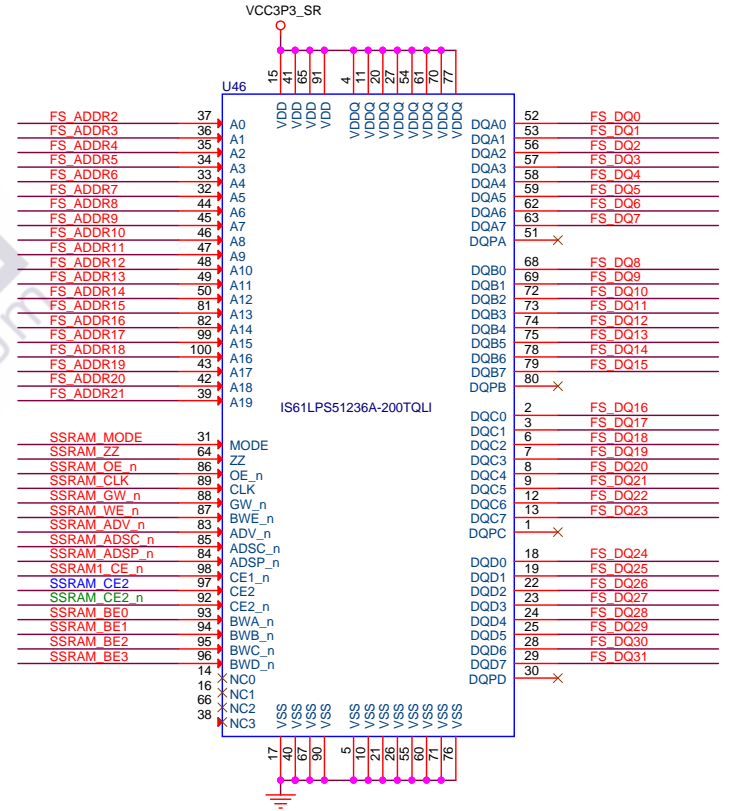 VCC3P3_SR
15 41 65 91 4 11 20 27 54 61 70 77
U46
VDD VDD VDD VDD VDDQ VDDQ VDDQ VDDQ VDDQ VDDQ VDDQ VDDQ
FS_ADDR2 37 A0 DQA0 52 FS_DQ0
FS_ADDR3 36 A1 DQA1 53 FS_DQ1
FS_ADDR4 35 A2 DQA2 56 FS_DQ2
FS_ADDR5 34 A3 DQA3 57 FS_DQ3
FS_ADDR6 33 A4 DQA4 58 FS_DQ4
FS_ADDR7 32 A5 DQA5 59 FS_DQ5
FS_ADDR8 44 A6 DQA6 62 FS_DQ6
FS_ADDR9 45 A7 DQA7 63 FS_DQ7
FS_ADDR10 46 A8 DQPA 51
FS_ADDR11 47 A9
FS_ADDR12 48 A10 DQB0 68 FS_DQ8
FS_ADDR13 49 A11 DQB1 69 FS_DQ9
FS_ADDR14 50 A12 DQB2 72 FS_DQ10
FS_ADDR15 81 A13 DQB3 73 FS_DQ11
FS_ADDR16 82 A14 DQB4 74 FS_DQ12
FS_ADDR17 99 A15 DQB5 75 FS_DQ13
FS_ADDR18 100 A16 DQB6 78 FS_DQ14
FS_ADDR19 43 A17 DQB7 79 FS_DQ15
FS_ADDR20 42 A18 DQPB 80
FS_ADDR21 39 A19
IS61LPS51236A-200TQLI
DQC0 2 FS_DQ16
DQC1 3 FS_DQ17
SSRAM_MODE 31 MODE DQC2 6 FS_DQ18
SSRAM_ZZ 64 ZZ DQC3 7 FS_DQ19
SSRAM_OE_n 86 OE_n DQC4 8 FS_DQ20
SSRAM_CLK 89 CLK DQC5 9 FS_DQ21
SSRAM_GW_n 88 GW_n DQC6 12 FS_DQ22
SSRAM_WE_n 87 BWE_n DQC7 13 FS_DQ23
SSRAM_ADV_n 83 ADV_n DQPC 1
SSRAM_ADSC_n 85 ADSC_n
SSRAM_ADSP_n 84 ADSP_n DQD0 18 FS_DQ24
SSRAM1_CE_n 98 CE1_n DQD1 19 FS_DQ25
SSRAM_CE2 97 CE2 DQD2 22 FS_DQ26
SSRAM_CE2_n 92 CE2_n DQD3 23 FS_DQ27
SSRAM_BE0 93 BWA_n DQD4 24 FS_DQ28
SSRAM_BE1 94 BWB_n DQD5 25 FS_DQ29
SSRAM_BE2 95 BWC_n DQD6 28 FS_DQ30
SSRAM_BE3 96 BWD_n DQD7 29 FS_DQ31
14 NC0 DQPD 30
16 NC1
66 NC2
38 NC3
VSS VSS VSS VSS VSS VSS VSS VSS VSS VSS VSS VSS
17 40 67 90 5 10 21 26 55 60 71 76